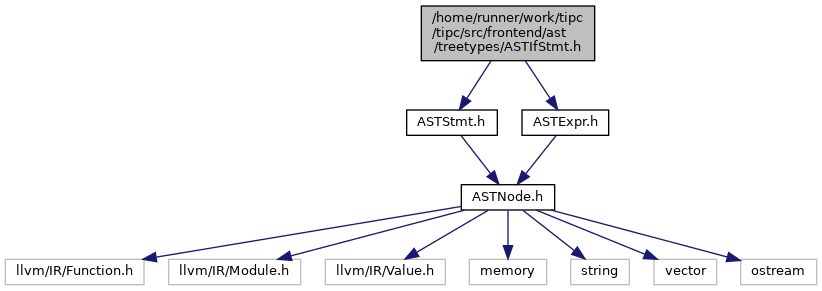 /home/runner/work/tipc
/tipc/src/frontend/ast
/treetypes/ASTIfStmt.h
ASTStmt.h
ASTExpr.h
ASTNode.h
llvm/IR/Function.h
llvm/IR/Module.h
llvm/IR/Value.h
memory
string
vector
ostream